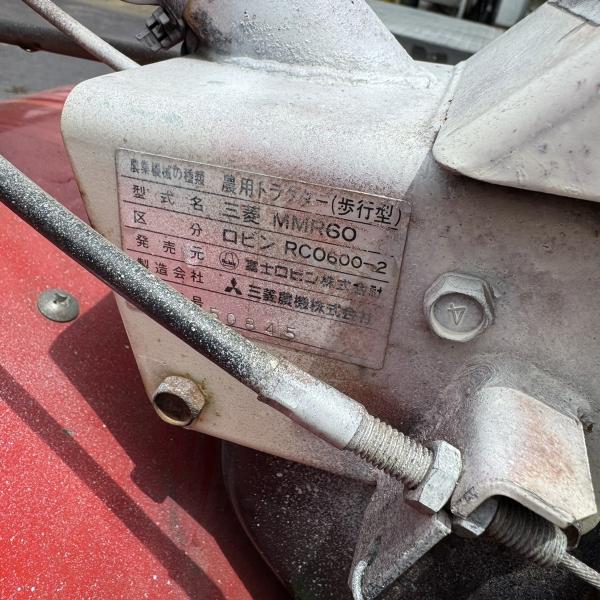 農業機械の種類 農用トラクター(歩行型)
型式名 三菱 MMR60
区分 ロビン RC0600-2
発売元 富士ロビン株式会社
製造会社 三菱農機株式会社
号 50845
4